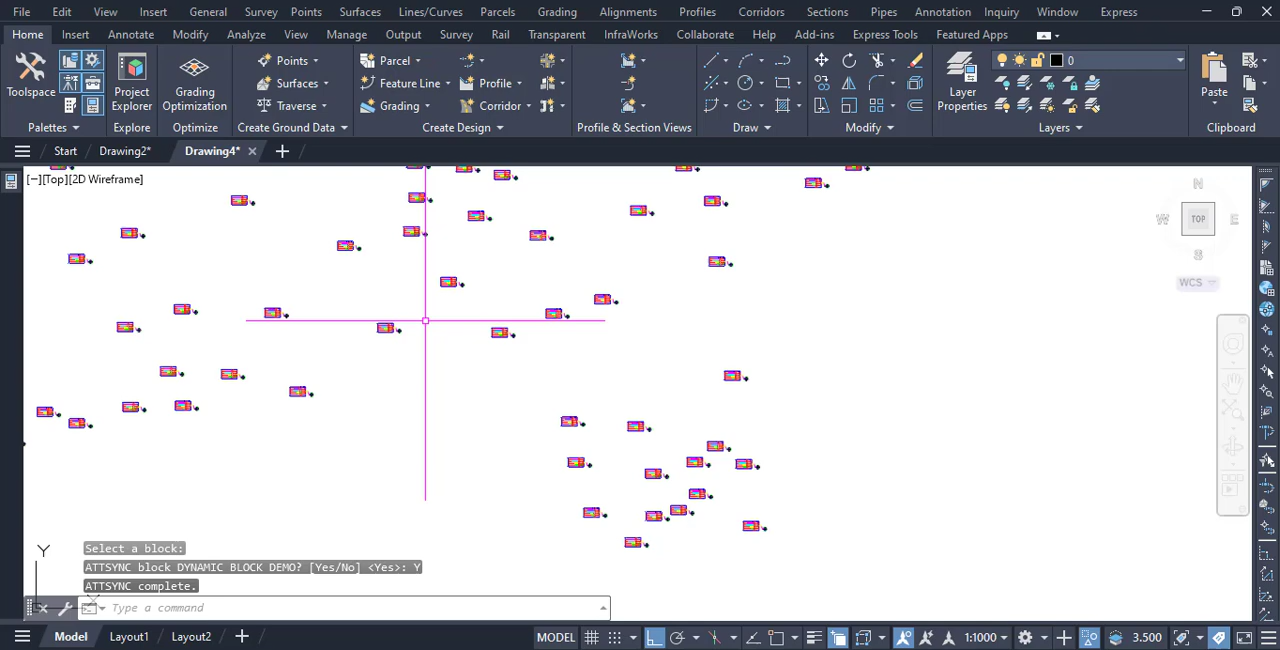 File Edit View Insert General Survey Points Surfaces Lines/Curves Parcels Grading Alignments Profiles Corridors Sections Pipes Annotation Inquiry Window Express
Home Insert Annotate Modify Analyze View Manage Output Survey Rail Transparent InfraWorks Collaborate Help Add-ins Express Tools Featured Apps
Toolspace
Palettes
Project Explorer
Explore
Grading Optimization
Optimize
Points
Surfaces
Traverse
Create Ground Data
Parcel
Feature Line
Grading
Profile
Corridor
Create Design
Profile & Section Views
Draw
Modify
Layer Properties
0
Layers
Paste
Clipboard
Start Drawing2* Drawing4*
[−][Top][2D Wireframe]
N
W TOP E
S
WCS
Y
Select a block:
ATTSYNC block DYNAMIC BLOCK DEMO? [Yes/No] <Yes>: Y
ATTSYNC complete.
Type a command
Model Layout1 Layout2
MODEL 1:1000 3.500